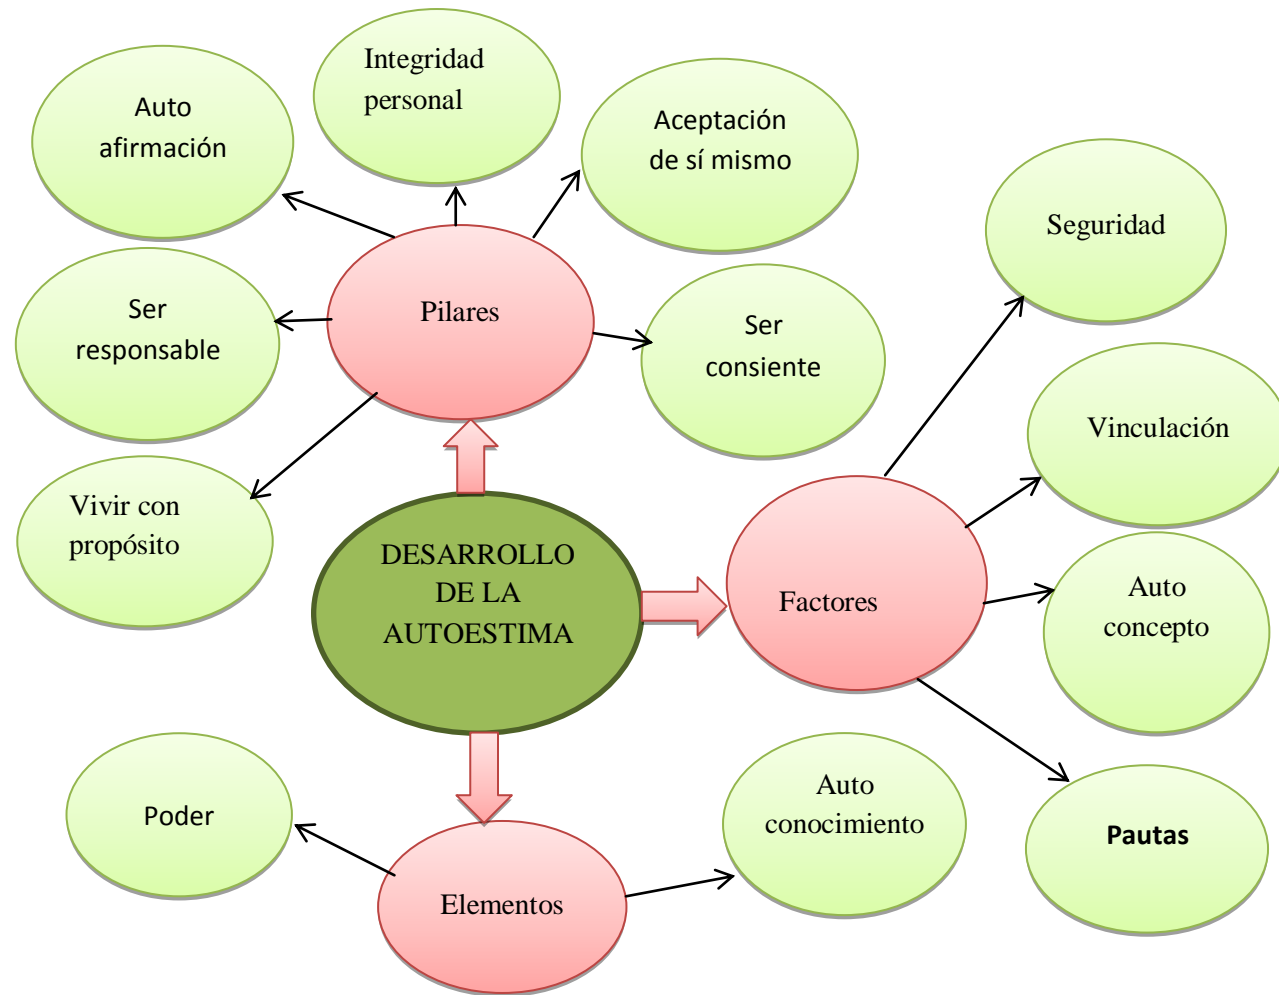 Integridad
personal
Auto
afirmación
Aceptación
de sí mismo
Seguridad
Ser
responsable
Pilares
Ser
consiente
Vinculación
Vivir con
propósito
DESARROLLO
DE LA
AUTOESTIMA
Factores
Auto
concepto
Poder
Auto
conocimiento
Pautas
Elementos